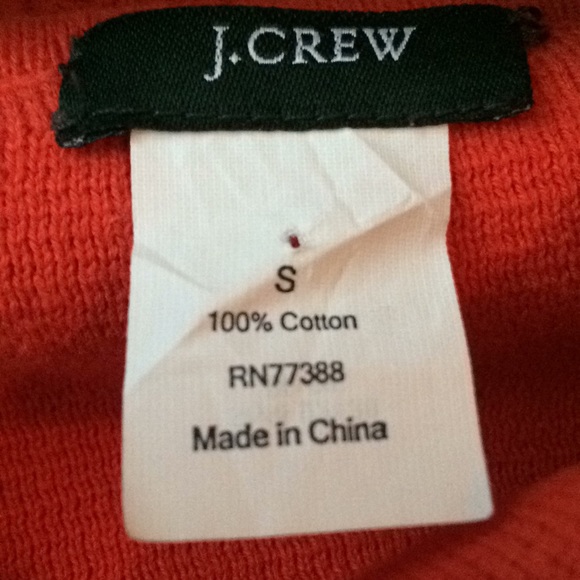 J.CREW
S
100% Cotton
RN77388
Made in China